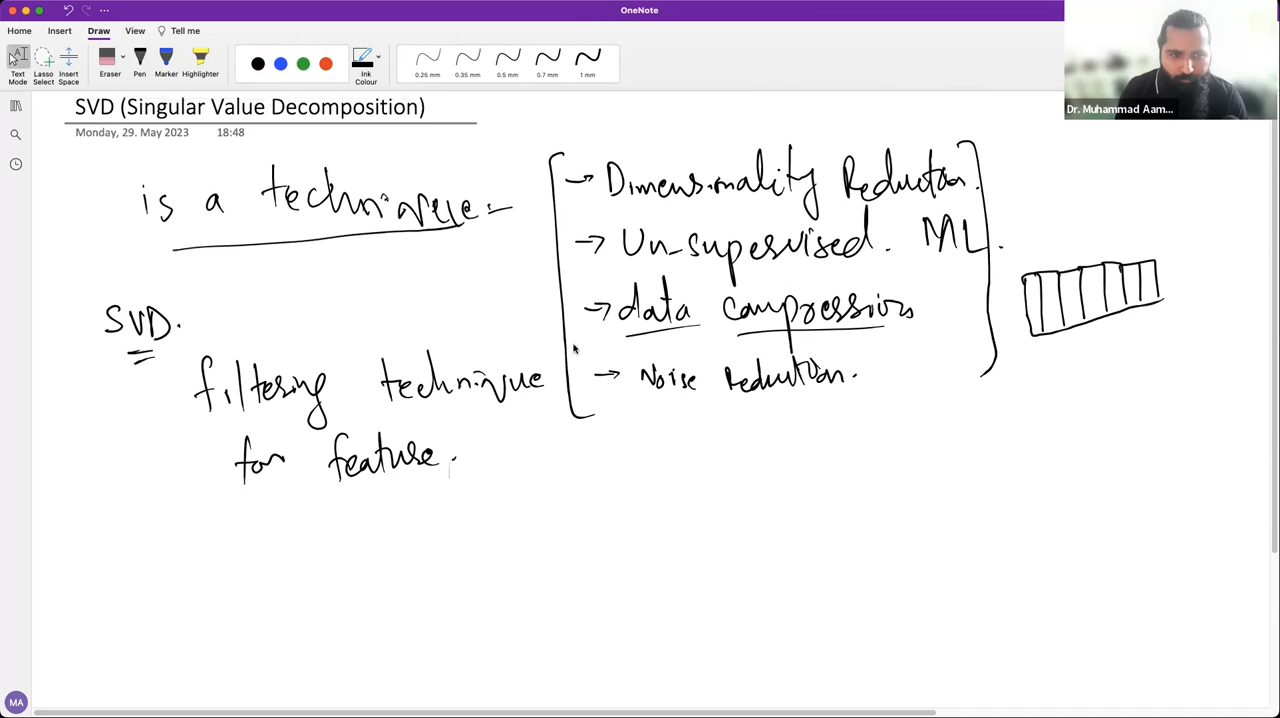 OneNote
Home Insert Draw View Tell me
Text Mode
Lasso Select
Insert Space
Eraser
Pen
Marker
Highlighter
Ink Colour
0.25 mm 0.35 mm 0.5 mm 0.7 mm 1 mm
Dr. Muhammad Aam...
SVD (Singular Value Decomposition)
Monday, 29. May 2023 18:48
is a technique
→ Dimensionality Reduction.
→ Un-supervised. ML.
→ data compression
→ Noise reduction.
SVD.
filtering technique
for feature.
MA